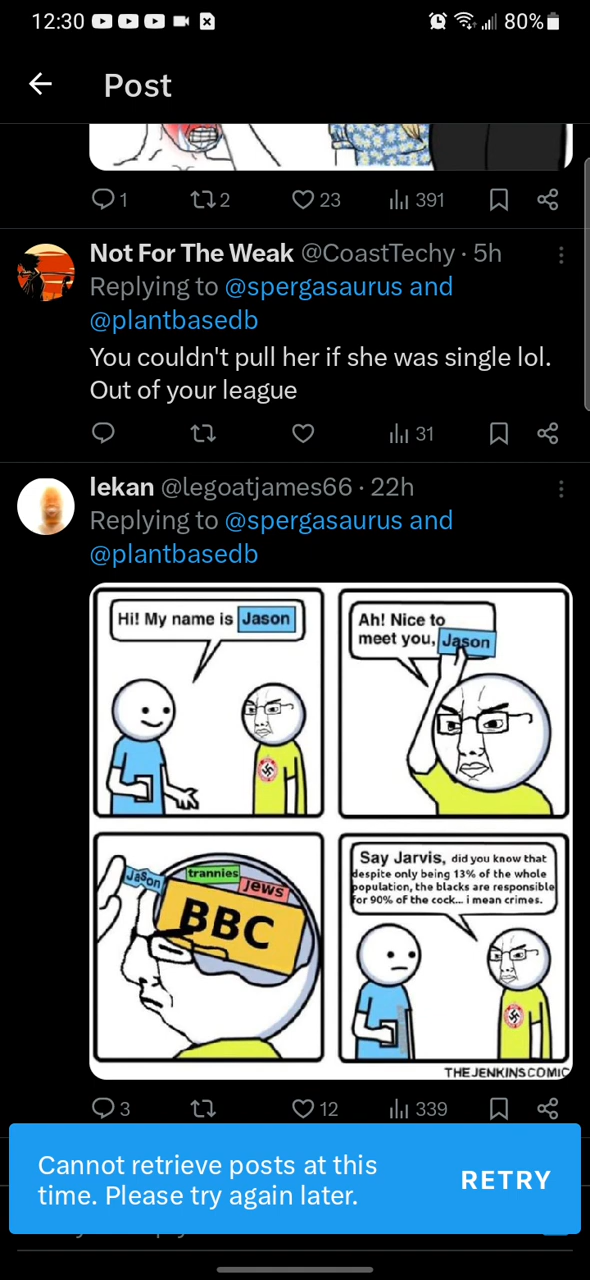 12:30
80%
Post
1
2
23
391
Not For The Weak @CoastTechy · 5h
Replying to @spergasaurus and
@plantbasedb
You couldn't pull her if she was single lol.
Out of your league
31
lekan @legoatjames66 · 22h
Replying to @spergasaurus and
@plantbasedb
Hi! My name is Jason
Ah! Nice to
meet you, Jason
Jason
trannies
jews
BBC
Say Jarvis, did you know that
despite only being 13% of the whole
population, the blacks are responsible
for 90% of the cock... i mean crimes.
THEJENKINSCOMIC
3
12
339
Cannot retrieve posts at this
time. Please try again later.
RETRY